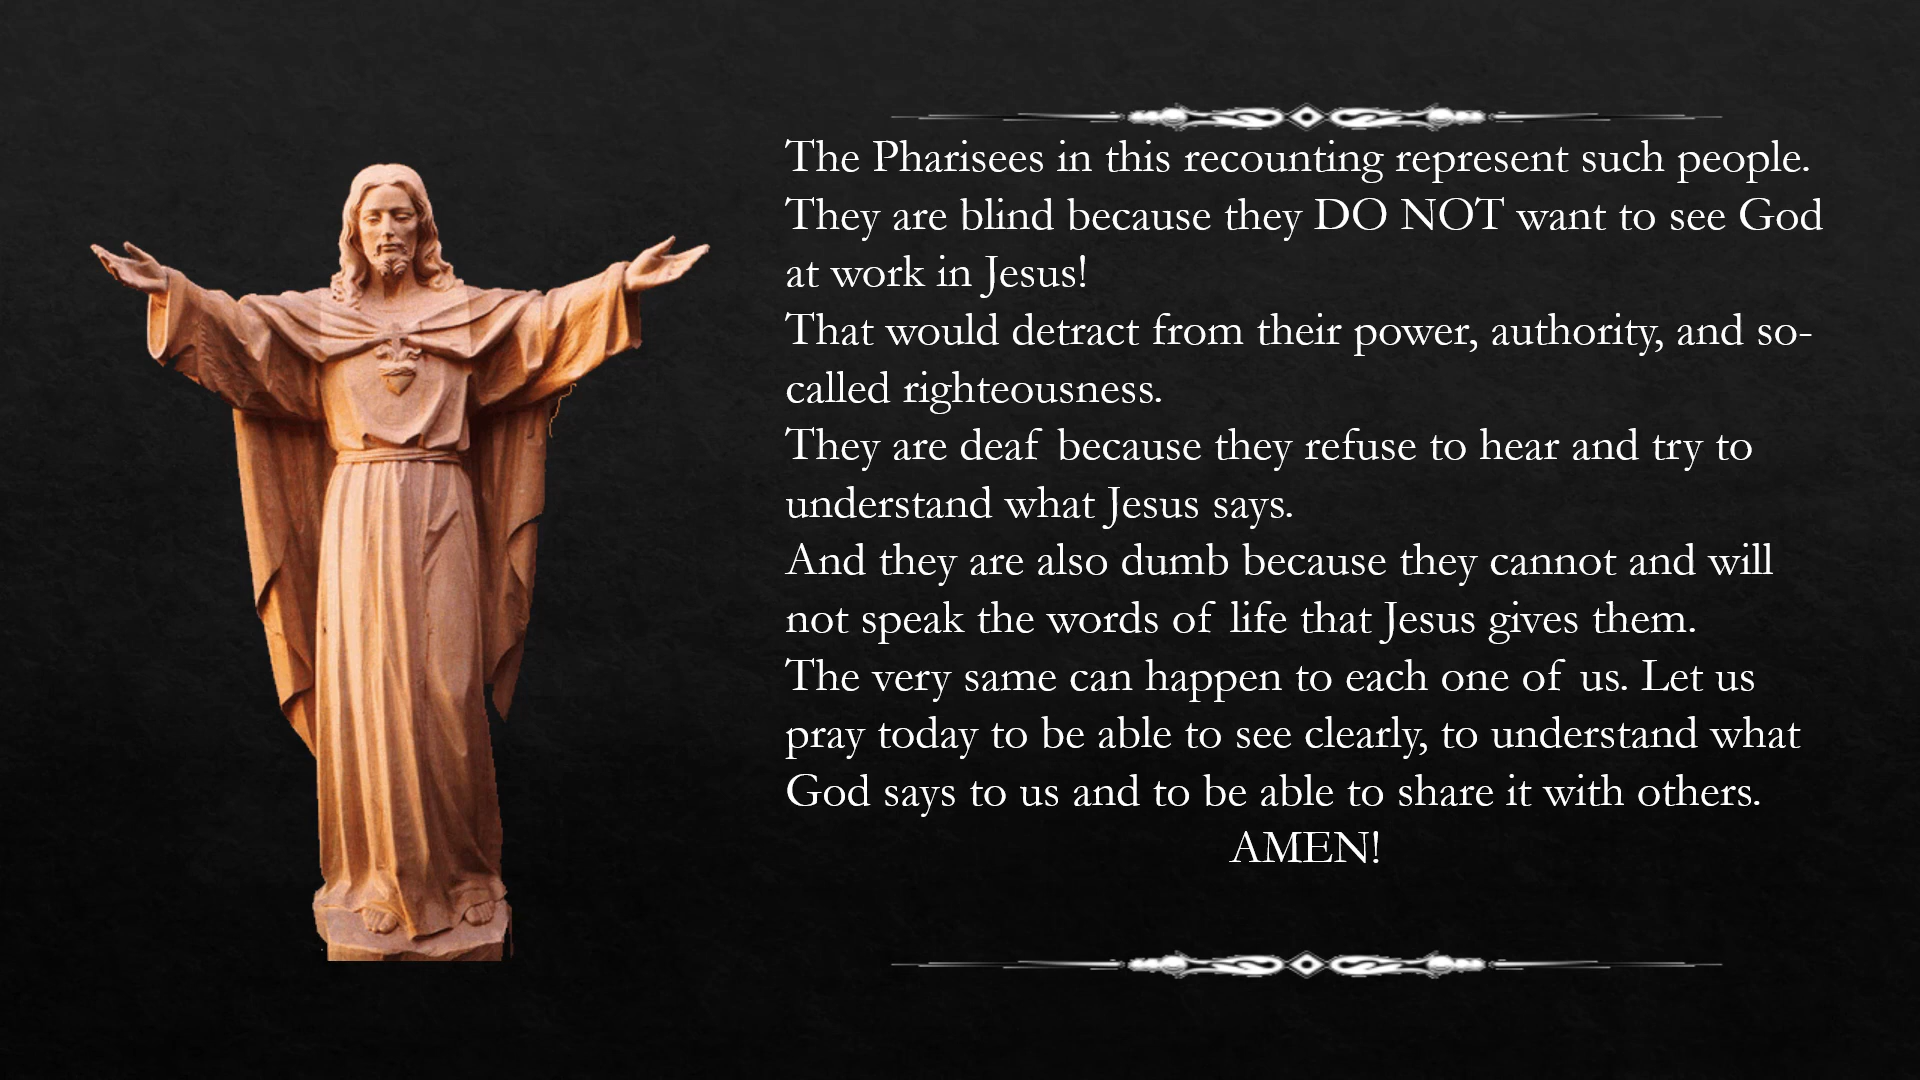 The Pharisees in this recounting represent such people.
They are blind because they DO NOT want to see God
at work in Jesus!
That would detract from their power, authority, and so-
called righteousness.
They are deaf because they refuse to hear and try to
understand what Jesus says.
And they are also dumb because they cannot and will
not speak the words of life that Jesus gives them.
The very same can happen to each one of us. Let us
pray today to be able to see clearly, to understand what
God says to us and to be able to share it with others.
AMEN!